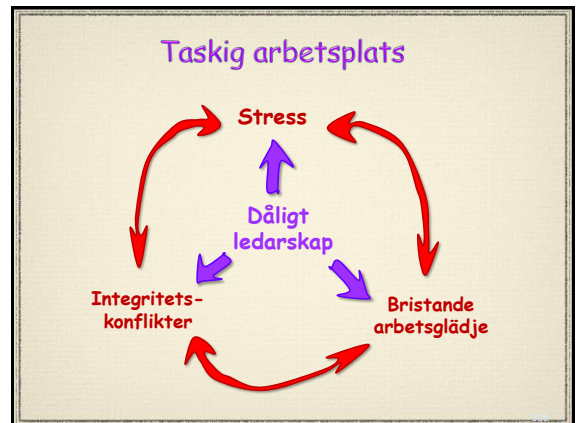 Taskig arbetsplats
Stress
Dåligt
ledarskap
Integritets-
konflikter
Bristande
arbetsglädje